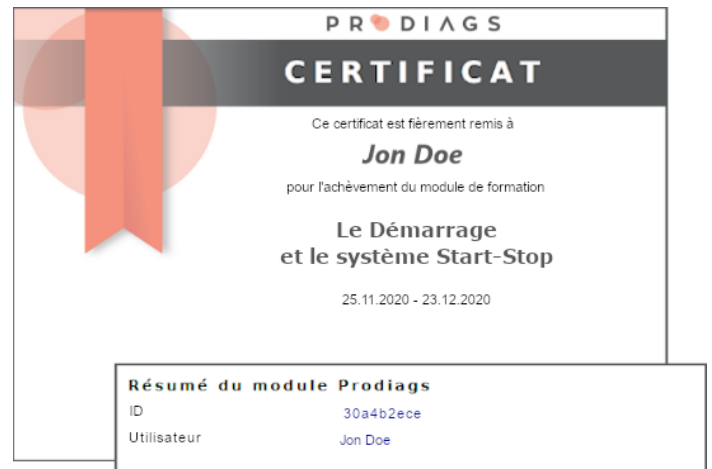 PRODIAGS
CERTIFICAT
Ce certificat est fièrement remis à
Jon Doe
pour l'achèvement du module de formation
Le Démarrage
et le système Start-Stop
25.11.2020 - 23.12.2020
Résumé du module Prodiags
ID 30a4b2ece
Utilisateur Jon Doe